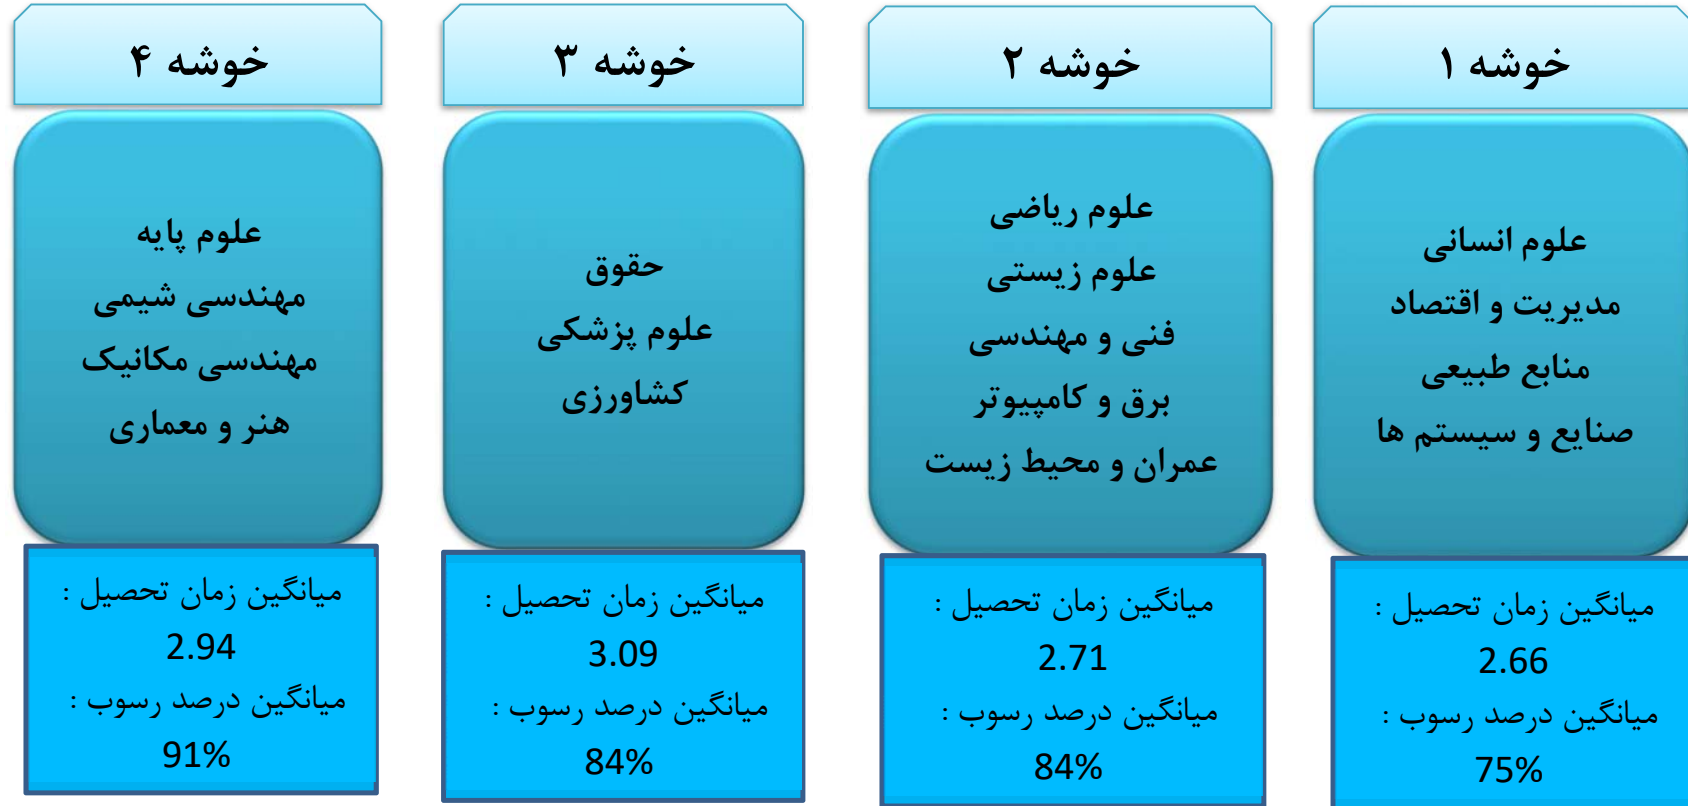 خوشه ۱
علوم انسانی
مدیریت و اقتصاد
منابع طبیعی
صنایع و سیستم ها
میانگین زمان تحصیل :
2.66
میانگین درصد رسوب :
75%
خوشه ۲
علوم ریاضی
علوم زیستی
فنی و مهندسی
برق و کامپیوتر
عمران و محیط زیست
میانگین زمان تحصیل :
2.71
میانگین درصد رسوب :
84%
خوشه ۳
حقوق
علوم پزشکی
کشاورزی
میانگین زمان تحصیل :
3.09
میانگین درصد رسوب :
84%
خوشه ۴
علوم پایه
مهندسی شیمی
مهندسی مکانیک
هنر و معماری
میانگین زمان تحصیل :
2.94
میانگین درصد رسوب :
91%